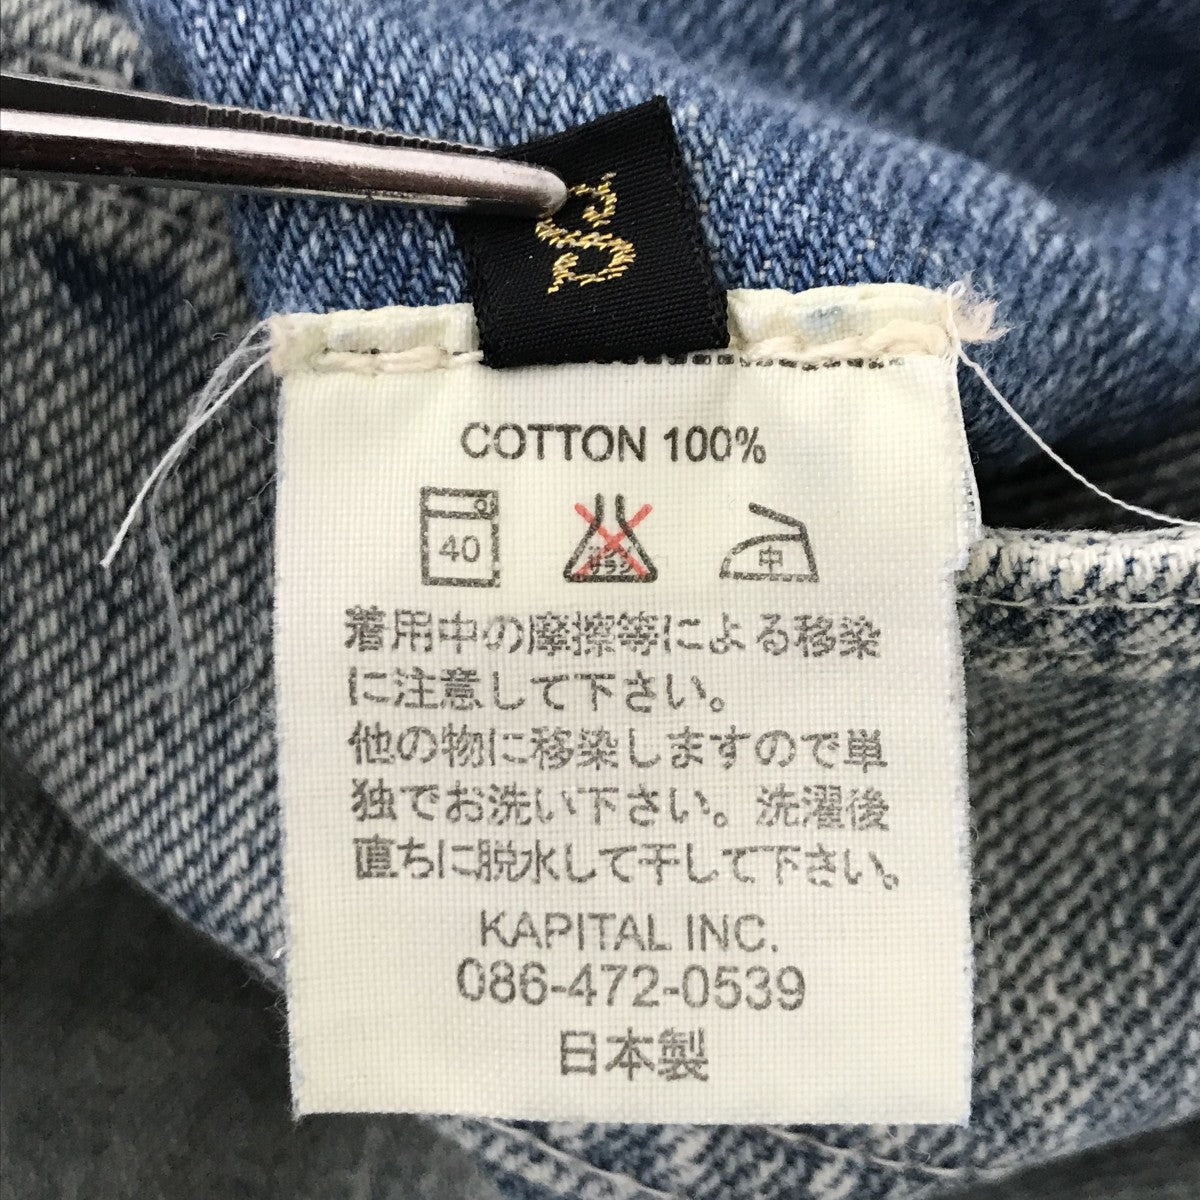 COTTON 100%
40
中
着用中の摩擦等による移染
に注意して下さい。
他の物に移染しますので単
独でお洗い下さい。洗濯後
直ちに脱水して干して下さい。
KAPITAL INC.
086-472-0539
日本製